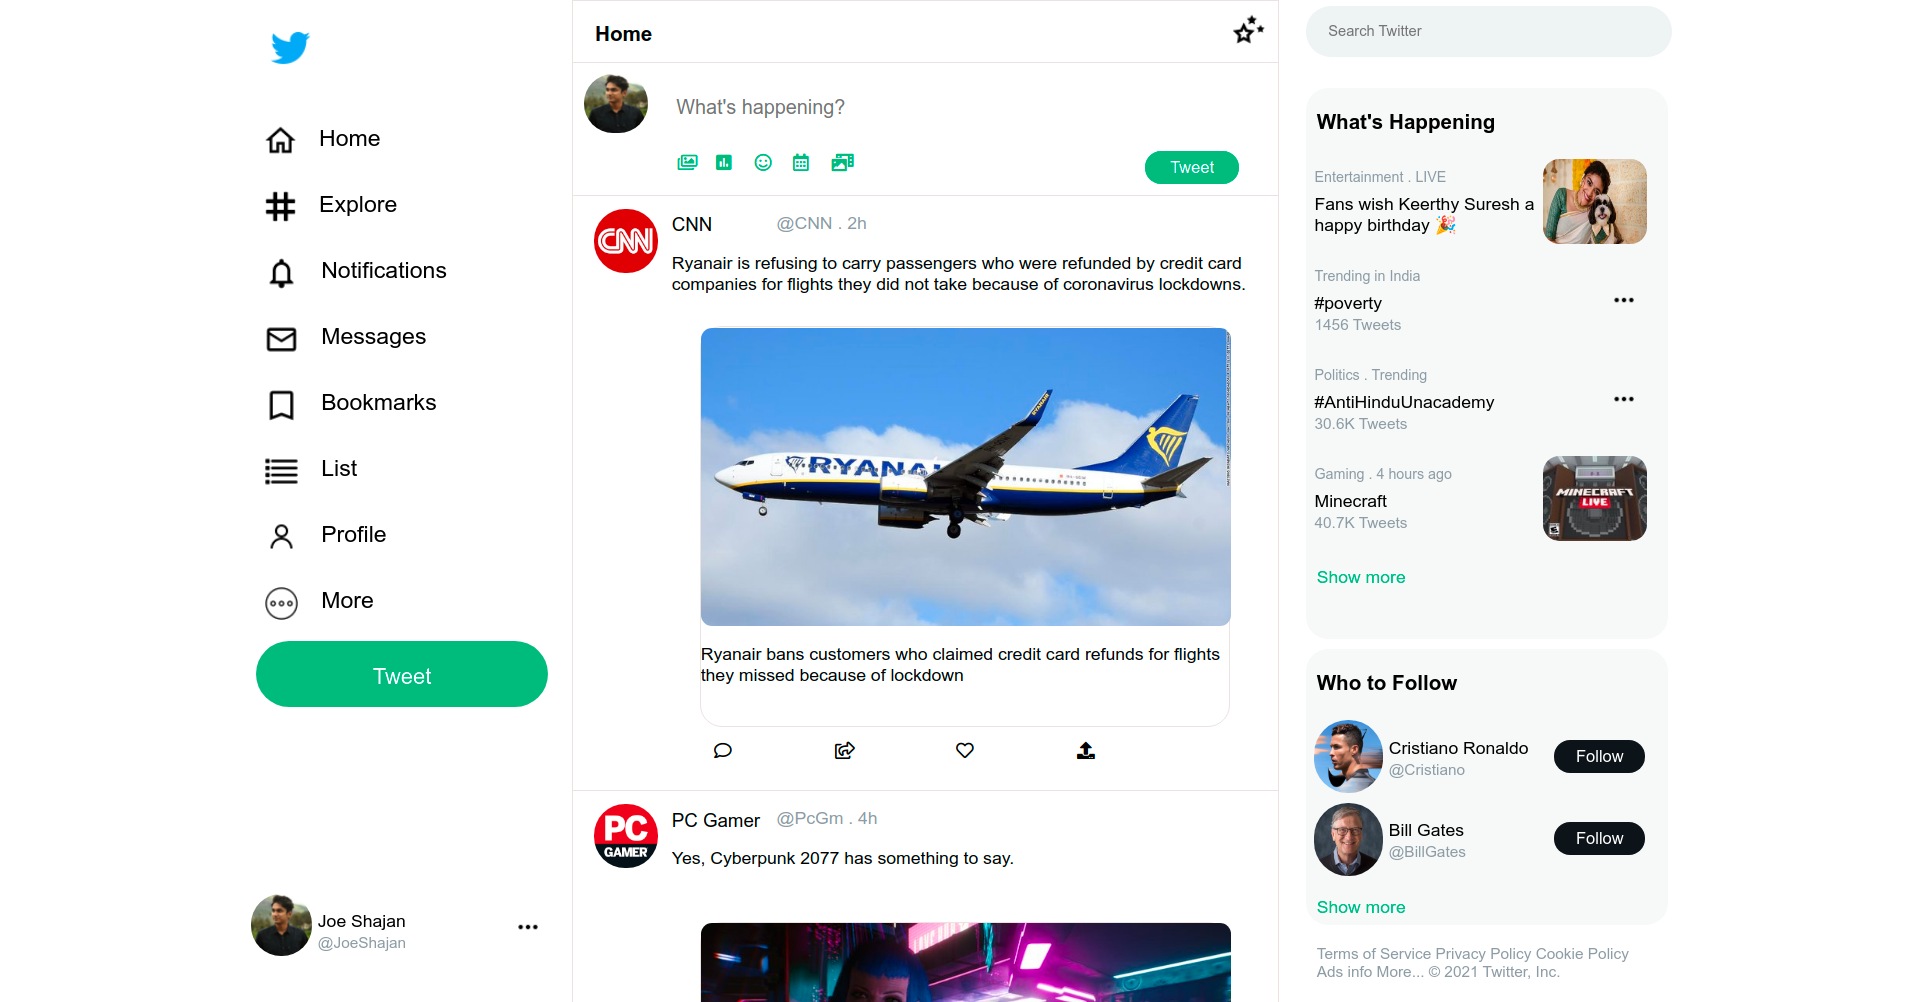 Home
Explore
Notifications
Messages
Bookmarks
List
Profile
More
Tweet
Joe Shajan
@JoeShajan
Home
What's happening?
Tweet
CNN
CNN @CNN . 2h
Ryanair is refusing to carry passengers who were refunded by credit card
companies for flights they did not take because of coronavirus lockdowns.
RYANAIR
Ryanair bans customers who claimed credit card refunds for flights
they missed because of lockdown
PC
GAMER
PC Gamer @PcGm . 4h
Yes, Cyberpunk 2077 has something to say.
Search Twitter
What's Happening
Entertainment . LIVE
Fans wish Keerthy Suresh a
happy birthday 🎉
Trending in India
#poverty
1456 Tweets
Politics . Trending
#AntiHinduUnacademy
30.6K Tweets
Gaming . 4 hours ago
Minecraft
40.7K Tweets
MINECRAFT
LIVE
Show more
Who to Follow
Cristiano Ronaldo
@Cristiano
Follow
Bill Gates
@BillGates
Follow
Show more
Terms of Service Privacy Policy Cookie Policy
Ads info More... © 2021 Twitter, Inc.